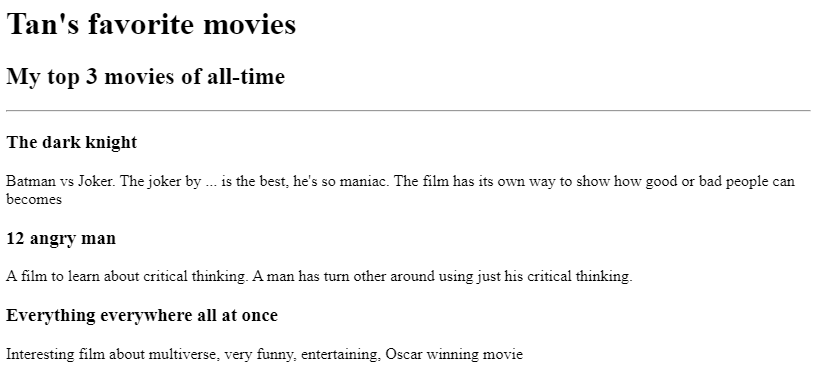 Tan's favorite movies
My top 3 movies of all-time
The dark knight
Batman vs Joker. The joker by ... is the best, he's so maniac. The film has its own way to show how good or bad people can
becomes
12 angry man
A film to learn about critical thinking. A man has turn other around using just his critical thinking.
Everything everywhere all at once
Interesting film about multiverse, very funny, entertaining, Oscar winning movie